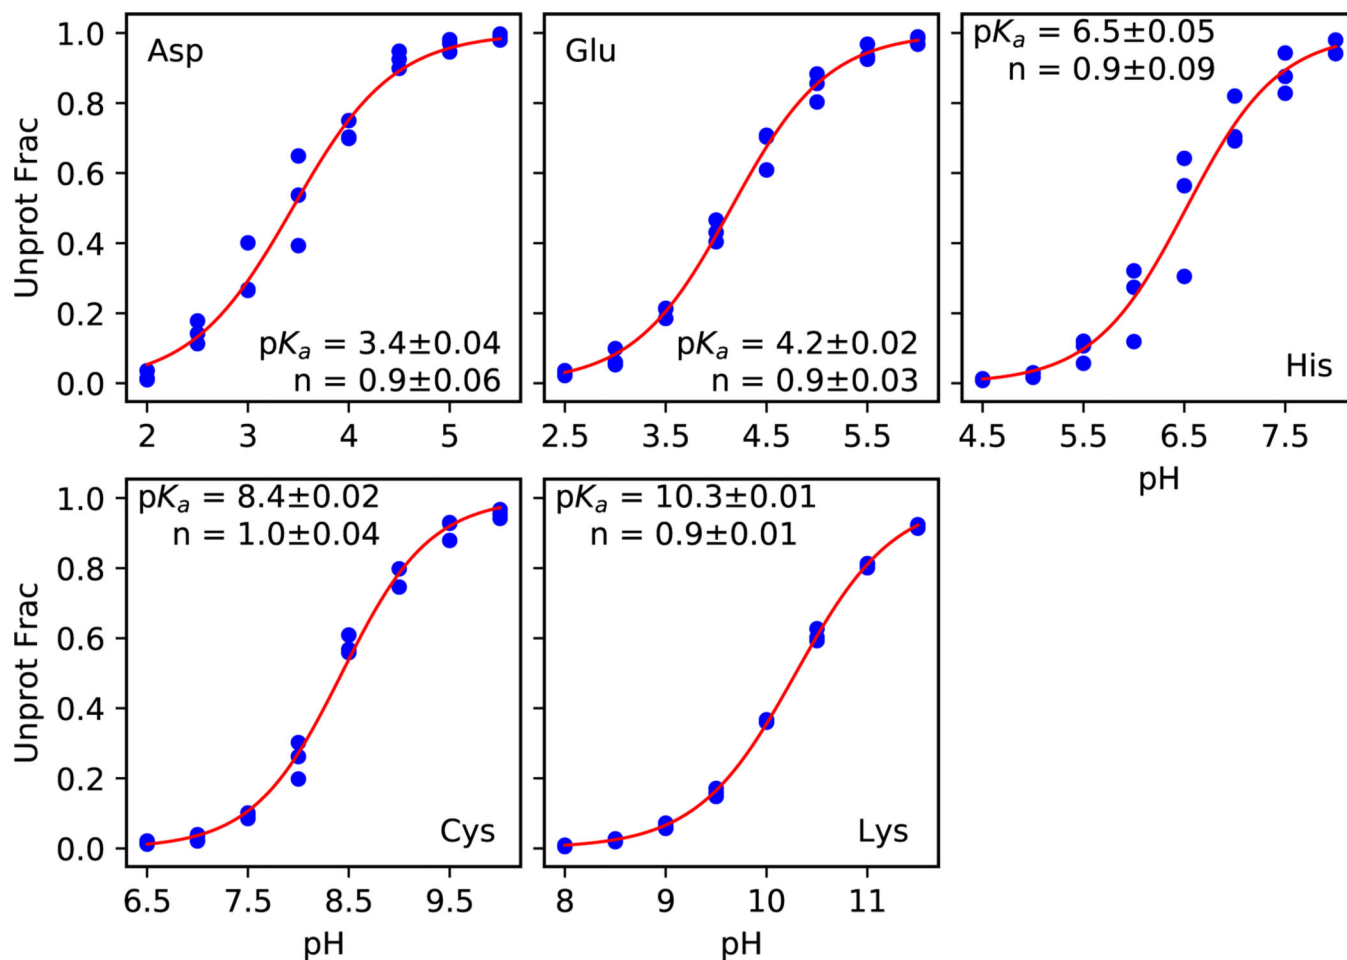 Asp
1.0
0.8
0.6
0.4
0.2
0.0
Unprot Frac
pKa = 3.4±0.04
n = 0.9±0.06
2 3 4 5
Glu
pKa = 4.2±0.02
n = 0.9±0.03
2.5 3.5 4.5 5.5
pKa = 6.5±0.05
n = 0.9±0.09
His
4.5 5.5 6.5 7.5
pH
pKa = 8.4±0.02
n = 1.0±0.04
1.0
0.8
0.6
0.4
0.2
0.0
Unprot Frac
Cys
6.5 7.5 8.5 9.5
pH
pKa = 10.3±0.01
n = 0.9±0.01
Lys
8 9 10 11
pH